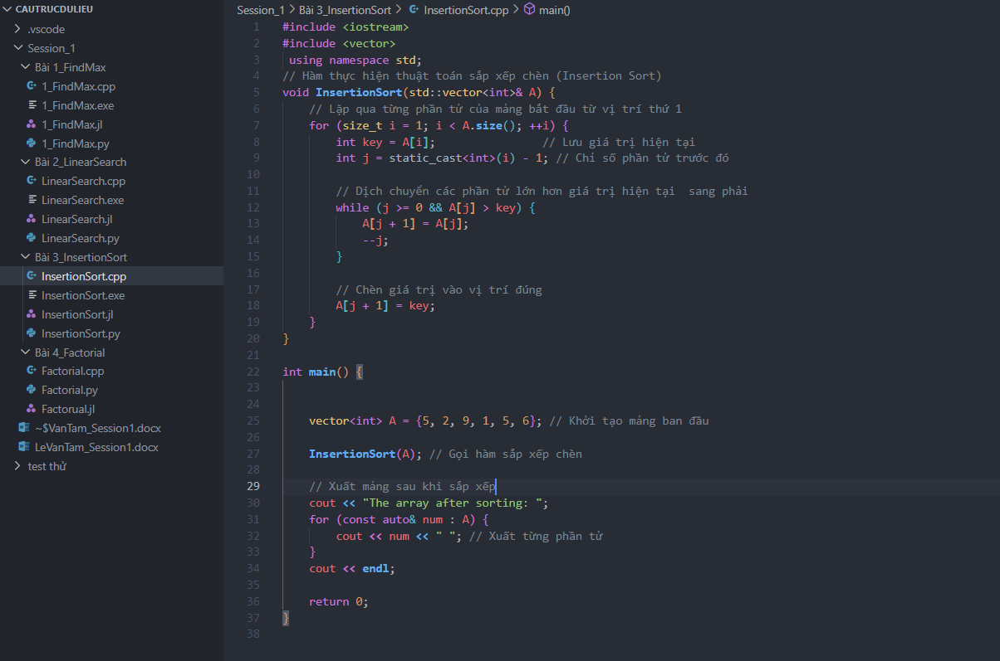 CAUTRUCDULIEU
.vscode
Session_1
Bài 1_FindMax
1_FindMax.cpp
1_FindMax.exe
1_FindMax.jl
1_FindMax.py
Bài 2_LinearSearch
LinearSearch.cpp
LinearSearch.exe
LinearSearch.jl
LinearSearch.py
Bài 3_InsertionSort
InsertionSort.cpp
InsertionSort.exe
InsertionSort.jl
InsertionSort.py
Bài 4_Factorial
Factorial.cpp
Factorial.py
Factorual.jl
~$VanTam_Session1.docx
LeVanTam_Session1.docx
test thử
Session_1 > Bài 3_InsertionSort > InsertionSort.cpp > main()
1 #include <iostream>
2 #include <vector>
3 using namespace std;
4 // Hàm thực hiện thuật toán sắp xếp chèn (Insertion Sort)
5 void InsertionSort(std::vector<int>& A) {
6 // Lặp qua từng phần tử của mảng bắt đầu từ vị trí thứ 1
7 for (size_t i = 1; i < A.size(); ++i) {
8 int key = A[i]; // Lưu giá trị hiện tại
9 int j = static_cast<int>(i) - 1; // Chỉ số phần tử trước đó
10
11 // Dịch chuyển các phần tử lớn hơn giá trị hiện tại  sang phải
12 while (j >= 0 && A[j] > key) {
13 A[j + 1] = A[j];
14 --j;
15 }
16
17 // Chèn giá trị vào vị trí đúng
18 A[j + 1] = key;
19 }
20 }
21
22 int main() {
23
24
25 vector<int> A = {5, 2, 9, 1, 5, 6}; // Khởi tạo mảng ban đầu
26
27 InsertionSort(A); // Gọi hàm sắp xếp chèn
28
29 // Xuất mảng sau khi sắp xếp
30 cout << "The array after sorting: ";
31 for (const auto& num : A) {
32 cout << num << " "; // Xuất từng phần tử
33 }
34 cout << endl;
35
36 return 0;
37 }
38